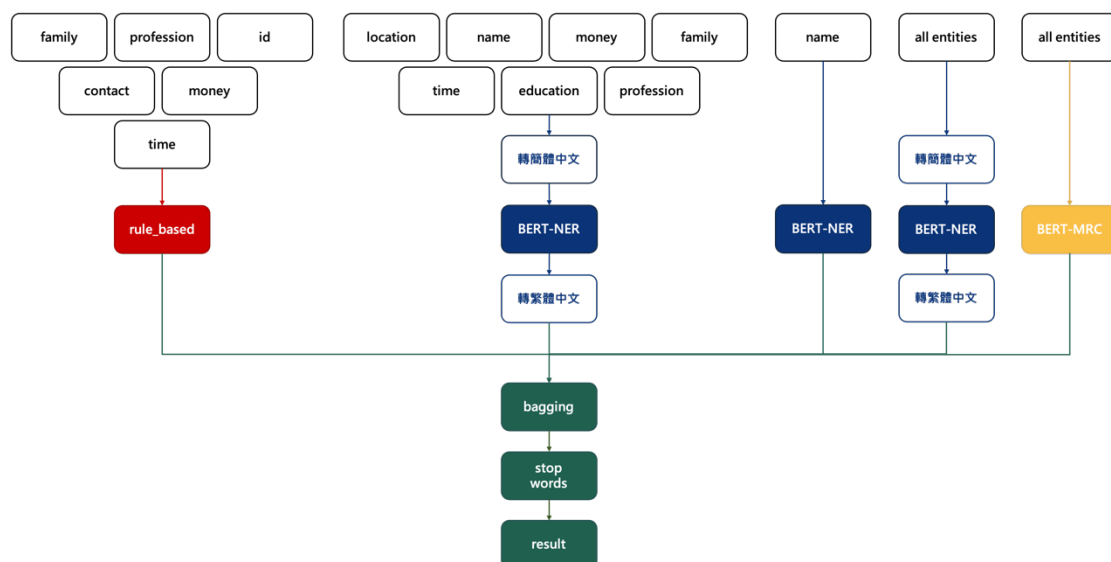 family
profession
id
location
name
money
family
name
all entities
all entities
contact
money
time
education
profession
time
轉簡體中文
轉簡體中文
rule_based
BERT-NER
BERT-NER
BERT-NER
BERT-MRC
轉繁體中文
轉繁體中文
bagging
stop
words
result